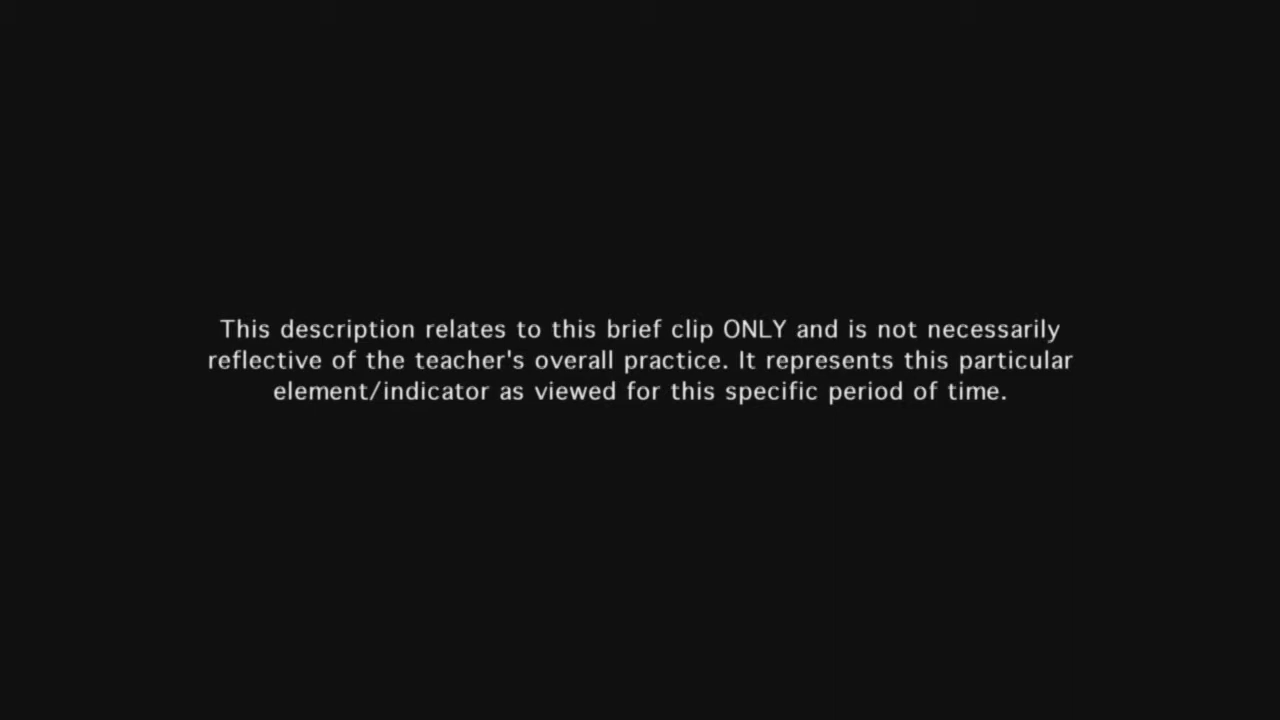 This description relates to this brief clip ONLY and is not necessarily
reflective of the teacher's overall practice. It represents this particular
element/indicator as viewed for this specific period of time.